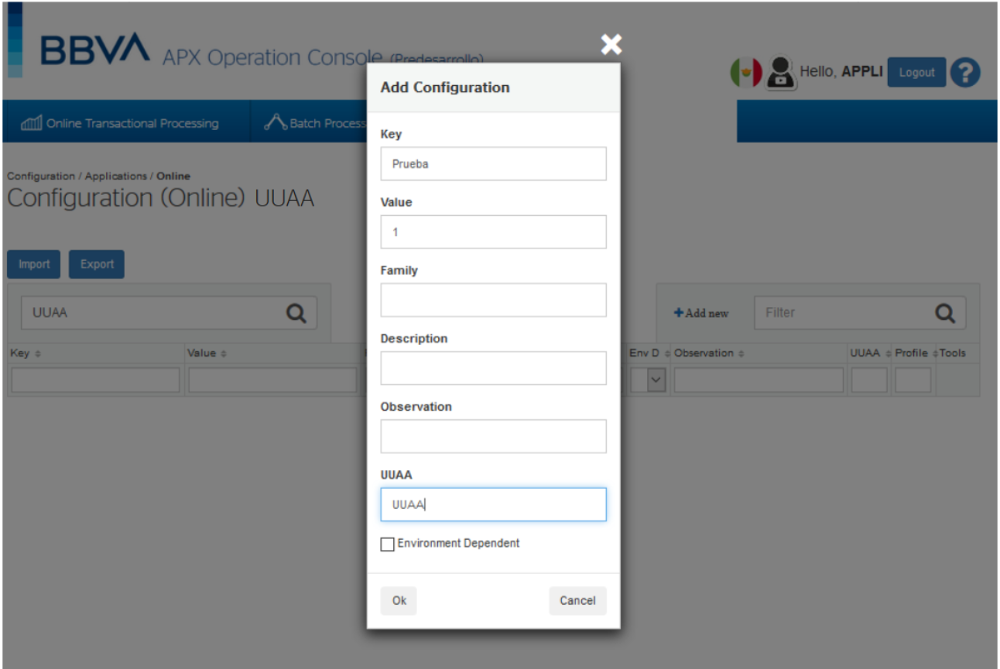 BBVA APX Operation Console (Predesarrollo)
Hello, APPLI Logout ?
Online Transactional Processing Batch Process
Configuration / Applications / Online
Configuration (Online) UUAA
Import Export
UUAA
+Add new Filter
Key Value Env D Observation UUAA Profile Tools
Add Configuration
Key
Prueba
Value
1
Family
Description
Observation
UUAA
UUAA
Environment Dependent
Ok Cancel